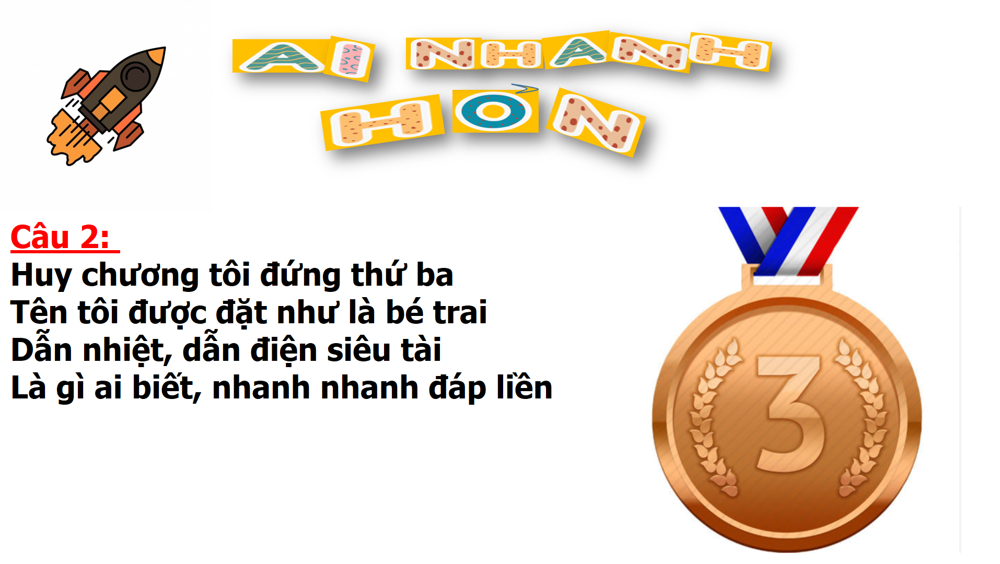 AI NHANH
HƠN
Câu 2:
Huy chương tôi đứng thứ ba
Tên tôi được đặt như là bé trai
Dẫn nhiệt, dẫn điện siêu tài
Là gì ai biết, nhanh nhanh đáp liền
3